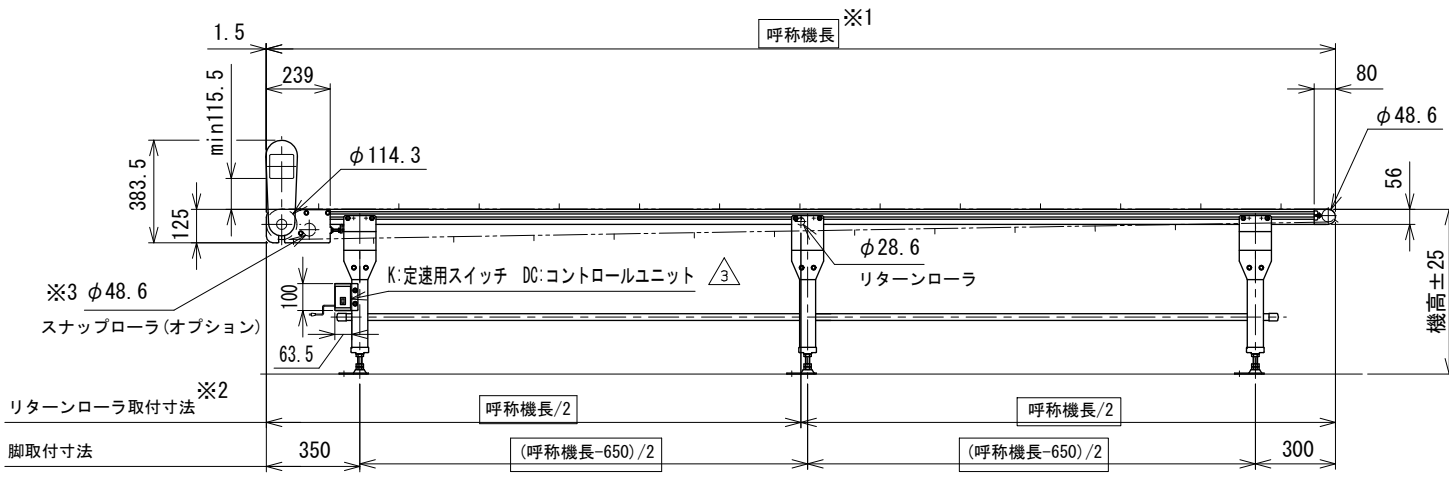 ※1
呼称機長
1.5
239
80
φ48.6
min115.5
383.5
125
φ114.3
56
φ28.6
リターンローラ
K:定速用スイッチ DC:コントロールユニット 3
※3 φ48.6
スナップローラ(オプション)
100
63.5
機高±25
リターンローラ取付寸法※2
呼称機長/2
呼称機長/2
脚取付寸法
350
(呼称機長-650)/2
(呼称機長-650)/2
300